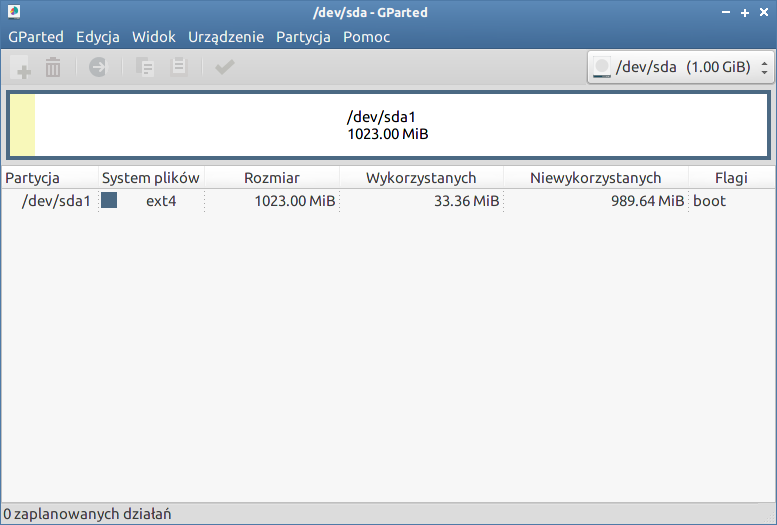 /dev/sda - GParted
GParted Edycja Widok Urządzenie Partycja Pomoc
/dev/sda (1.00 GiB)
/dev/sda1
1023.00 MiB
Partycja System plików Rozmiar Wykorzystanych Niewykorzystanych Flagi
/dev/sda1 ext4 1023.00 MiB 33.36 MiB 989.64 MiB boot
0 zaplanowanych działań